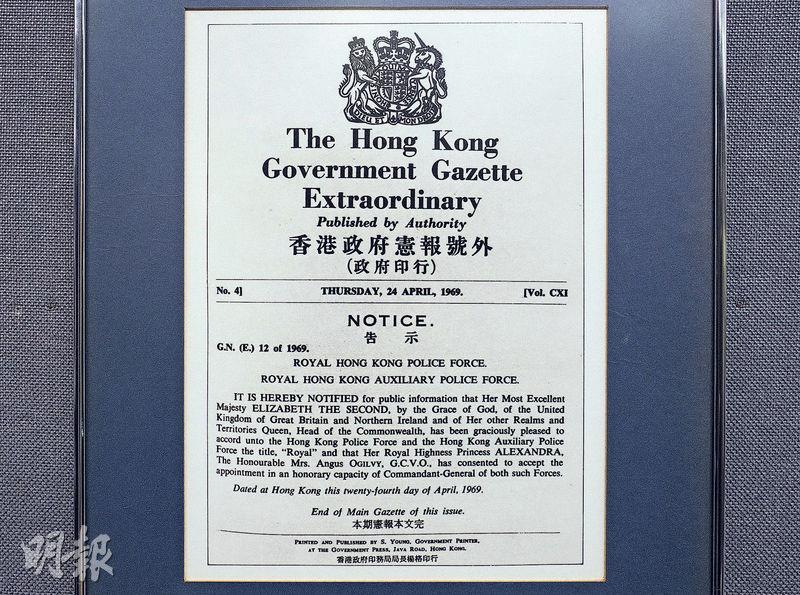 DIEU ET MON DROIT
The Hong Kong
Government Gazette
Extraordinary
Published by Authority
香港政府憲報號外
(政府印行)
No. 4] THURSDAY, 24 APRIL, 1969. [Vol. CXI
NOTICE.
告 示
G.N. (E.) 12 of 1969.
ROYAL HONG KONG POLICE FORCE.
ROYAL HONG KONG AUXILIARY POLICE FORCE.
IT IS HEREBY NOTIFIED for public information that Her Most Excellent
Majesty ELIZABETH THE SECOND, by the Grace of God, of the United
Kingdom of Great Britain and Northern Ireland and of Her other Realms and
Territories Queen, Head of the Commonwealth, has been graciously pleased to
accord unto the Hong Kong Police Force and the Hong Kong Auxiliary Police
Force the title, "Royal" and that Her Royal Highness Princess ALEXANDRA,
The Honourable Mrs. Angus OGILVY, G.C.V.O., has consented to accept the
appointment in an honorary capacity of Commandant-General of both such Forces.
Dated at Hong Kong this twenty-fourth day of April, 1969.
End of Main Gazette of this issue.
本期憲報本文完
PRINTED AND PUBLISHED BY S. YOUNG, GOVERNMENT PRINTER,
AT THE GOVERNMENT PRESS, JAVA ROAD, HONG KONG.
香港政府印務局局長楊格印行
明報